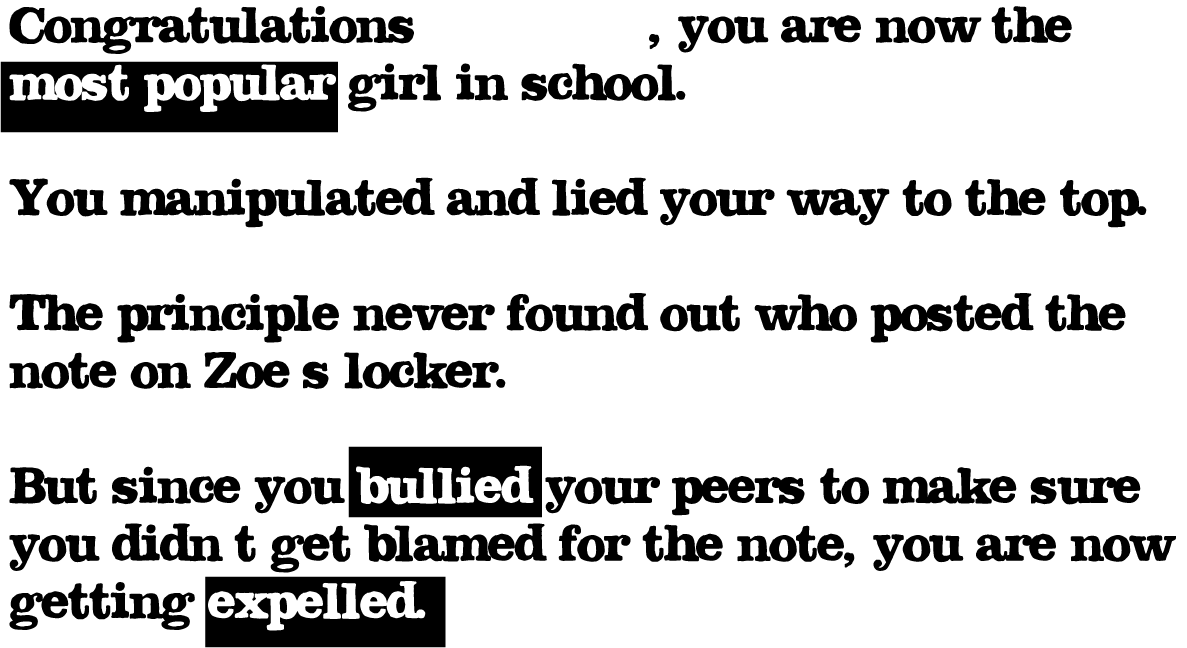 Congratulations , you are now the
most popular girl in school.
You manipulated and lied your way to the top.
The principle never found out who posted the
note on Zoe s locker.
But since you bullied your peers to make sure
you didn t get blamed for the note, you are now
getting expelled.